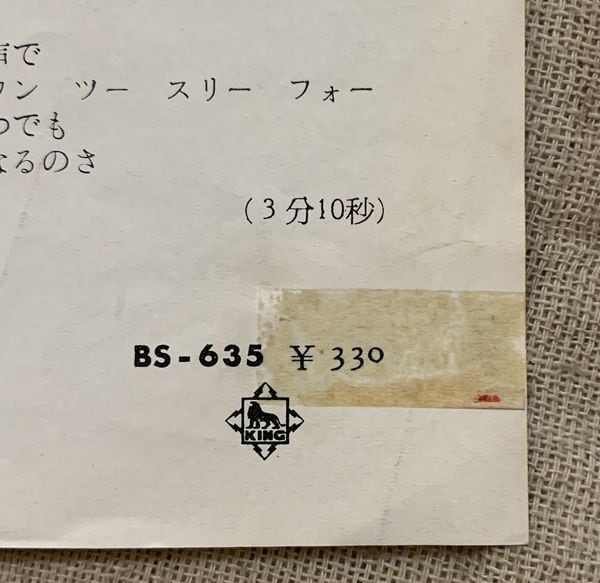 声で
ワン　ツー　スリー　フォー
つでも
なるのさ
(3分10秒)
BS-635 ¥330
KING